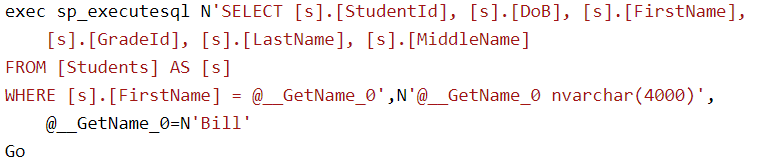 exec sp_executesql N'SELECT [s].[StudentId], [s].[DoB], [s].[FirstName],
[s].[GradeId], [s].[LastName], [s].[MiddleName]
FROM [Students] AS [s]
WHERE [s].[FirstName] = @__GetName_0',N'@__GetName_0 nvarchar(4000)',
@__GetName_0=N'Bill'
Go